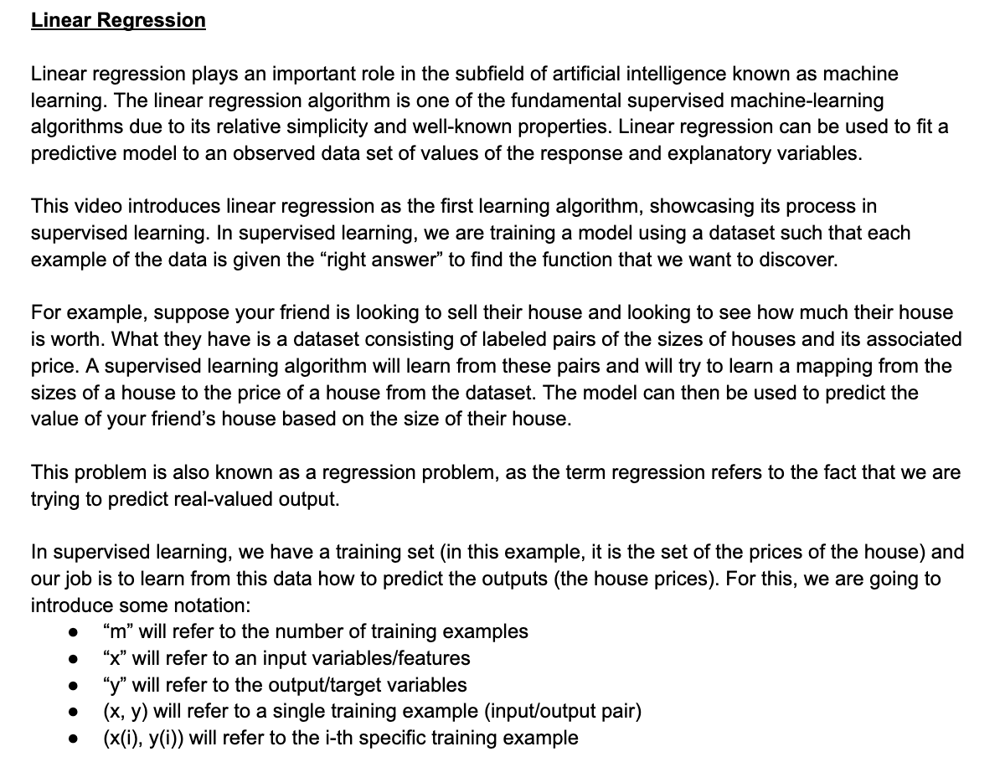 Linear Regression
Linear regression plays an important role in the subfield of artificial intelligence known as machine
learning. The linear regression algorithm is one of the fundamental supervised machine-learning
algorithms due to its relative simplicity and well-known properties. Linear regression can be used to fit a
predictive model to an observed data set of values of the response and explanatory variables.
This video introduces linear regression as the first learning algorithm, showcasing its process in
supervised learning. In supervised learning, we are training a model using a dataset such that each
example of the data is given the “right answer” to find the function that we want to discover.
For example, suppose your friend is looking to sell their house and looking to see how much their house
is worth. What they have is a dataset consisting of labeled pairs of the sizes of houses and its associated
price. A supervised learning algorithm will learn from these pairs and will try to learn a mapping from the
sizes of a house to the price of a house from the dataset. The model can then be used to predict the
value of your friend’s house based on the size of their house.
This problem is also known as a regression problem, as the term regression refers to the fact that we are
trying to predict real-valued output.
In supervised learning, we have a training set (in this example, it is the set of the prices of the house) and
our job is to learn from this data how to predict the outputs (the house prices). For this, we are going to
introduce some notation:
● “m” will refer to the number of training examples
● “x” will refer to an input variables/features
● “y” will refer to the output/target variables
● (x, y) will refer to a single training example (input/output pair)
● (x(i), y(i)) will refer to the i-th specific training example